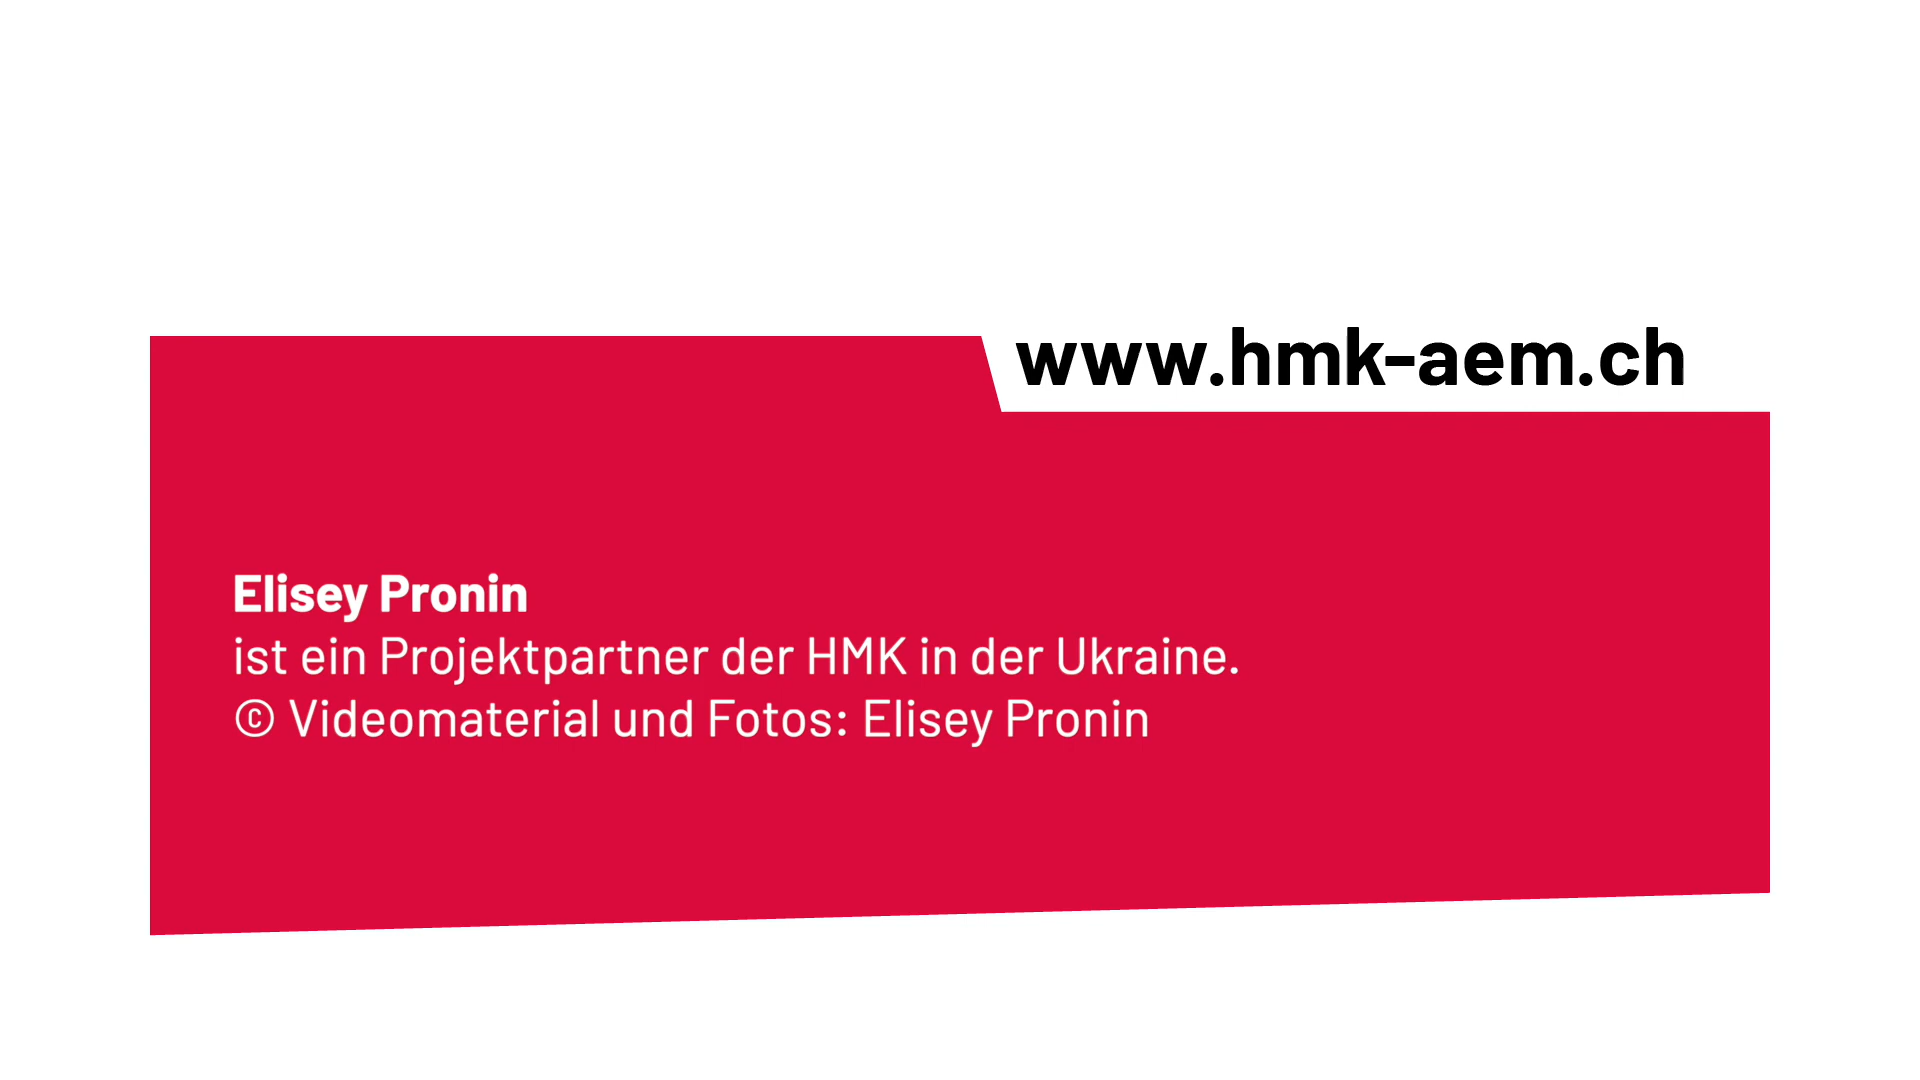 www.hmk-aem.ch
Elisey Pronin
ist ein Projektpartner der HMK in der Ukraine.
© Videomaterial und Fotos: Elisey Pronin